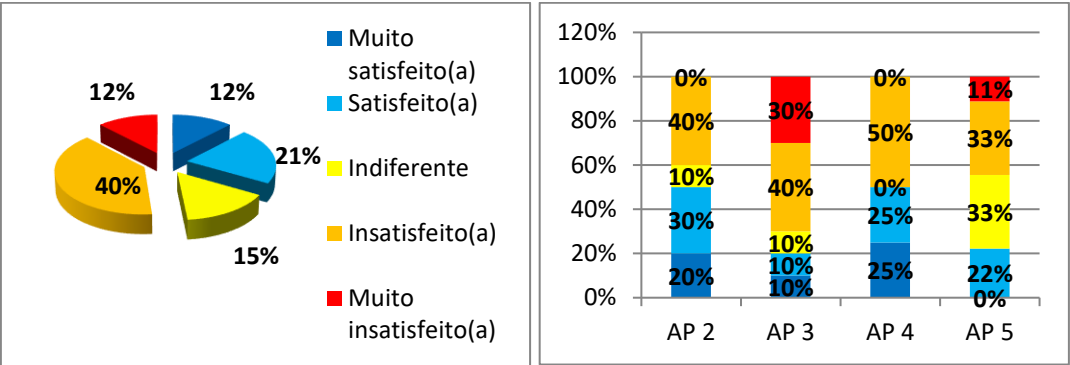 Muito
satisfeito(a)
Satisfeito(a)
Indiferente
Insatisfeito(a)
Muito
insatisfeito(a)
12%
12%
21%
40%
15%
120%
100%
80%
60%
40%
20%
0%
0%
40%
10%
30%
20%
30%
40%
10%
10%
10%
0%
50%
0%
25%
25%
11%
33%
33%
22%
0%
AP 2
AP 3
AP 4
AP 5